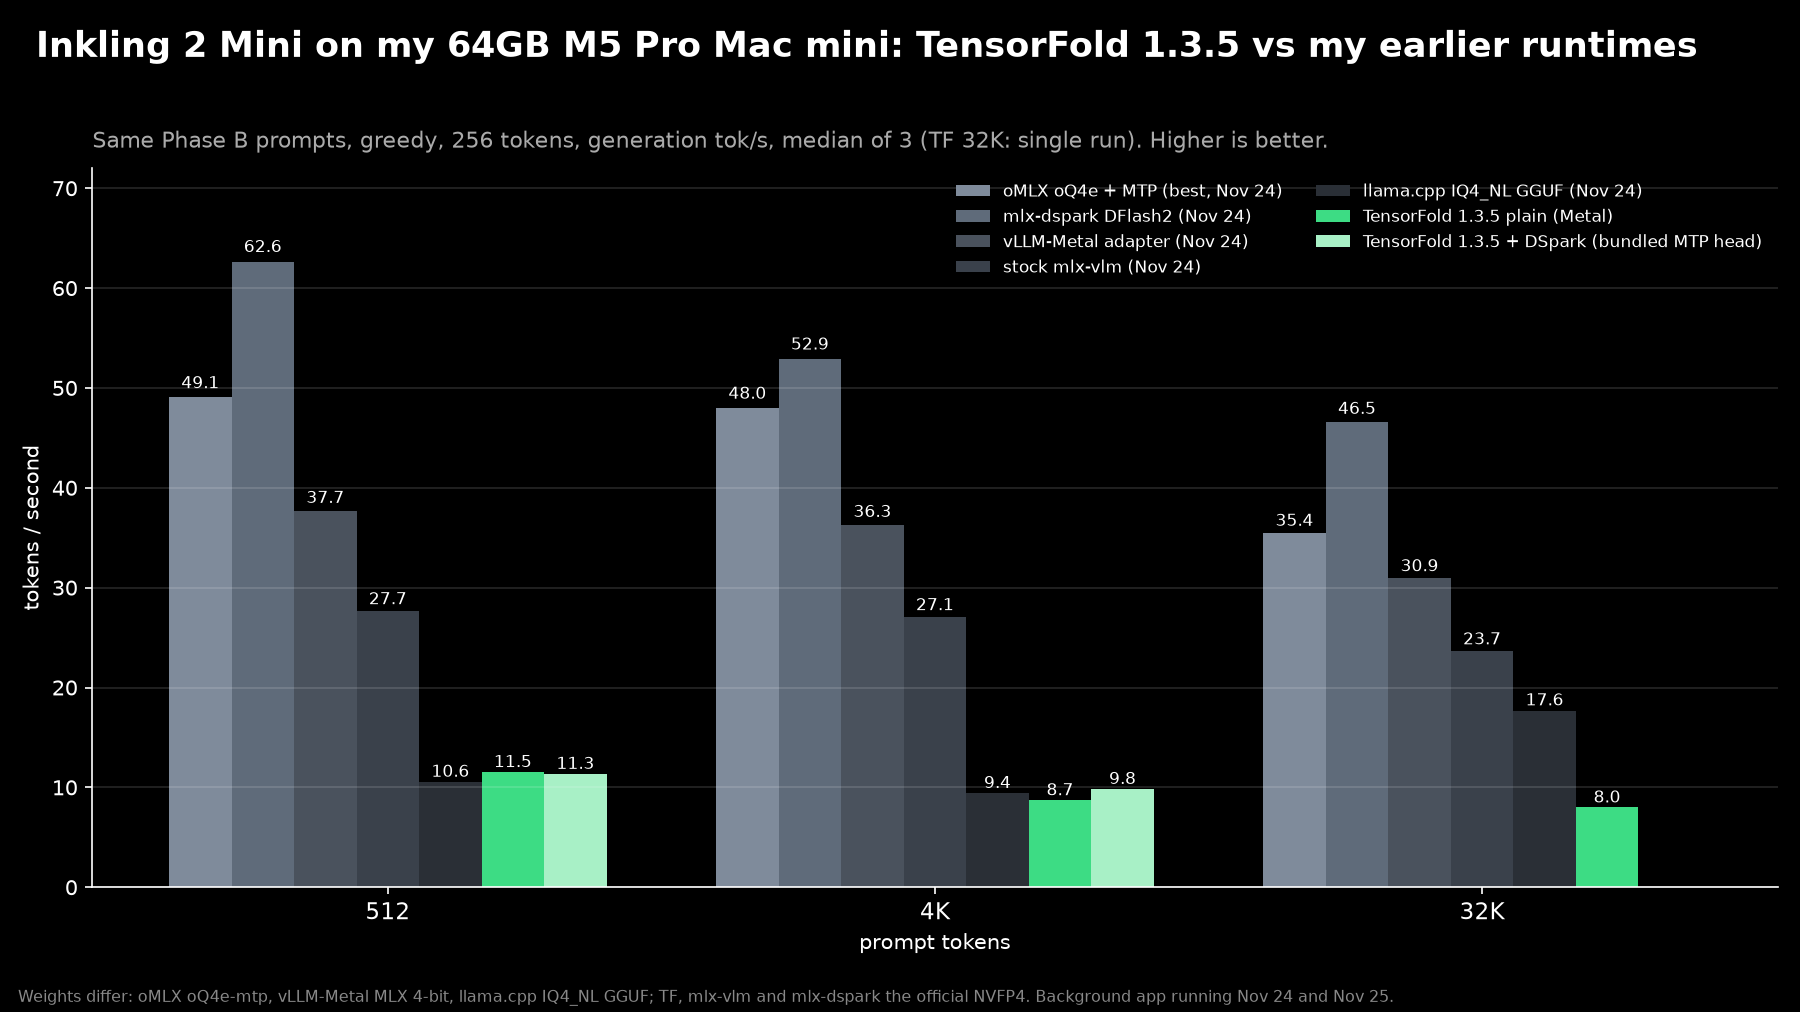 Inkling 2 Mini on my 64GB M5 Pro Mac mini: TensorFold 1.3.5 vs my earlier runtimes
Same Phase B prompts, greedy, 256 tokens, generation tok/s, median of 3 (TF 32K: single run). Higher is better.
oMLX oQ4e + MTP (best, Nov 24)
mlx-dspark DFlash2 (Nov 24)
vLLM-Metal adapter (Nov 24)
stock mlx-vlm (Nov 24)
llama.cpp IQ4_NL GGUF (Nov 24)
TensorFold 1.3.5 plain (Metal)
TensorFold 1.3.5 + DSpark (bundled MTP head)
tokens / second
70
60
50
40
30
20
10
0
49.1
62.6
37.7
27.7
10.6
11.5
11.3
48.0
52.9
36.3
27.1
9.4
8.7
9.8
35.4
46.5
30.9
23.7
17.6
8.0
512
4K
32K
prompt tokens
Weights differ: oMLX oQ4e-mtp, vLLM-Metal MLX 4-bit, llama.cpp IQ4_NL GGUF; TF, mlx-vlm and mlx-dspark the official NVFP4. Background app running Nov 24 and Nov 25.